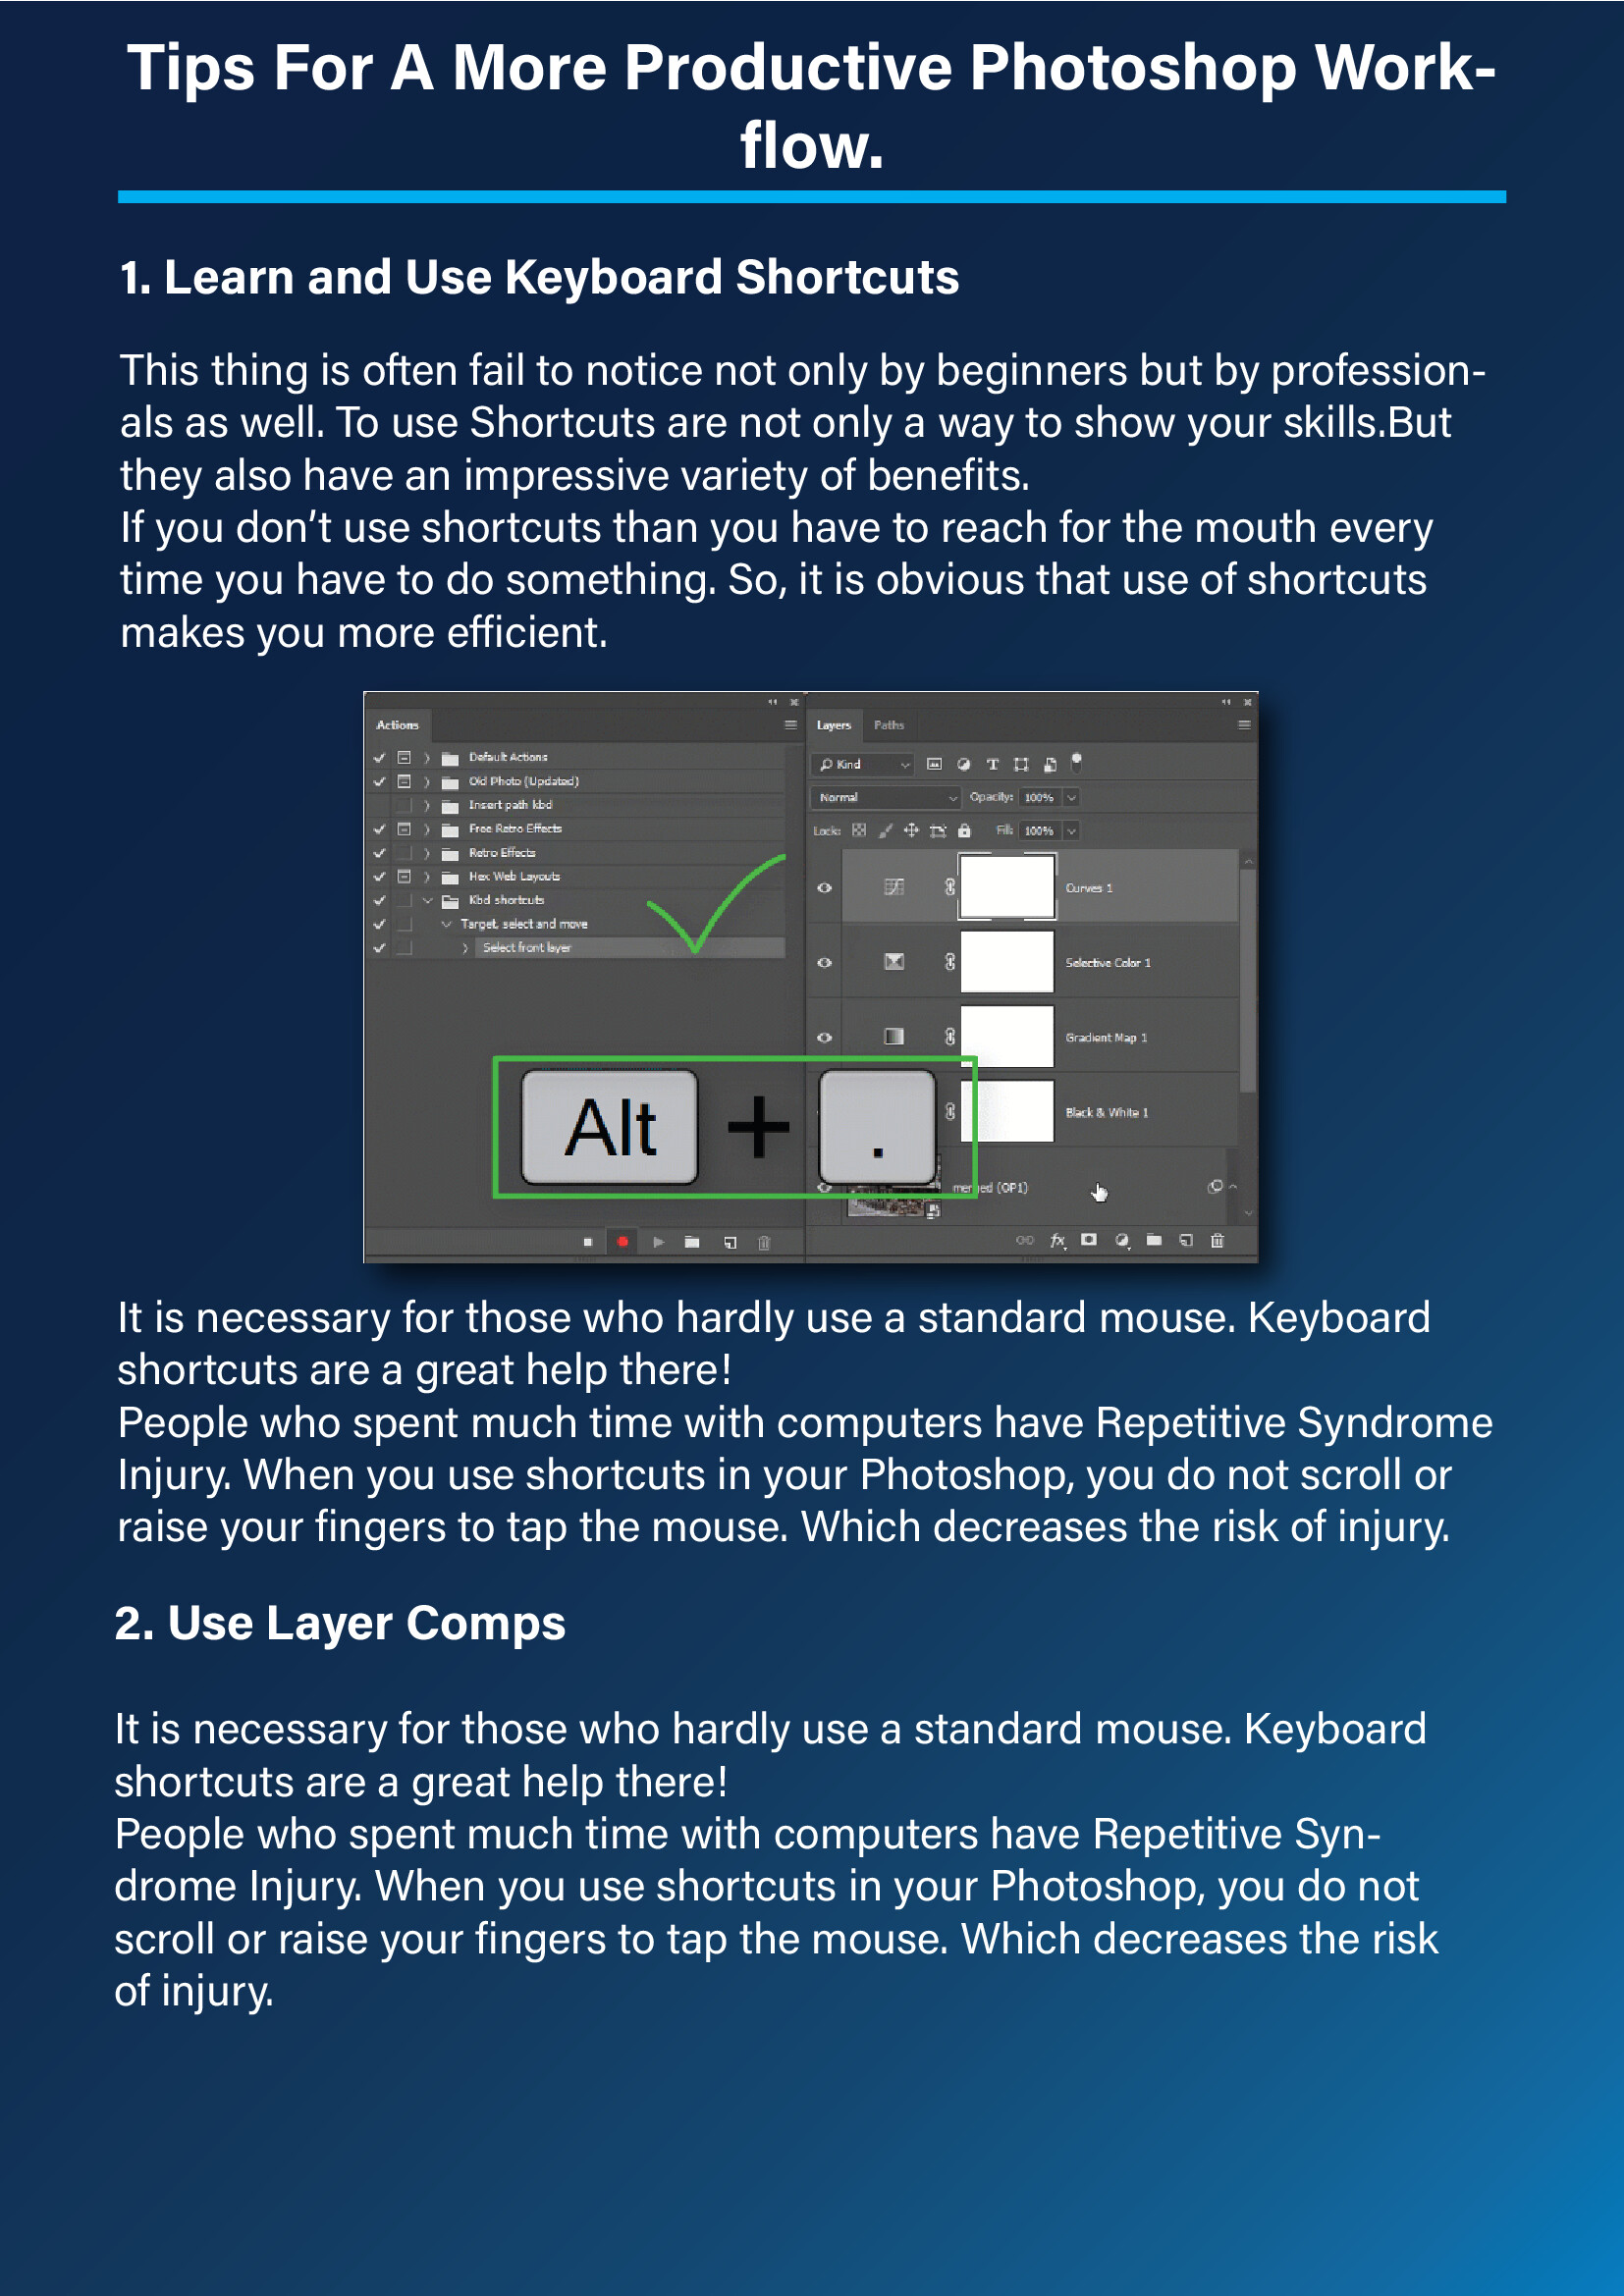 Tips For A More Productive Photoshop Work-
flow.
1. Learn and Use Keyboard Shortcuts
This thing is often fail to notice not only by beginners but by profession-
als as well. To use Shortcuts are not only a way to show your skills.But
they also have an impressive variety of benefits.
If you don’t use shortcuts than you have to reach for the mouth every
time you have to do something. So, it is obvious that use of shortcuts
makes you more efficient.
Actions
Default Actions
Old Photo (Updated)
Insert path kbd
Free Retro Effects
Retro Effects
Hex Web Layouts
Kbd shortcuts
Target, select and move
Select front layer
Layers Paths
Kind
Normal Opacity: 100%
Lock: Fill: 100%
Curves 1
Selective Color 1
Gradient Map 1
Black & White 1
merged (OP1)
Alt + .
fx
It is necessary for those who hardly use a standard mouse. Keyboard
shortcuts are a great help there!
People who spent much time with computers have Repetitive Syndrome
Injury. When you use shortcuts in your Photoshop, you do not scroll or
raise your fingers to tap the mouse. Which decreases the risk of injury.
2. Use Layer Comps
It is necessary for those who hardly use a standard mouse. Keyboard
shortcuts are a great help there!
People who spent much time with computers have Repetitive Syn-
drome Injury. When you use shortcuts in your Photoshop, you do not
scroll or raise your fingers to tap the mouse. Which decreases the risk
of injury.